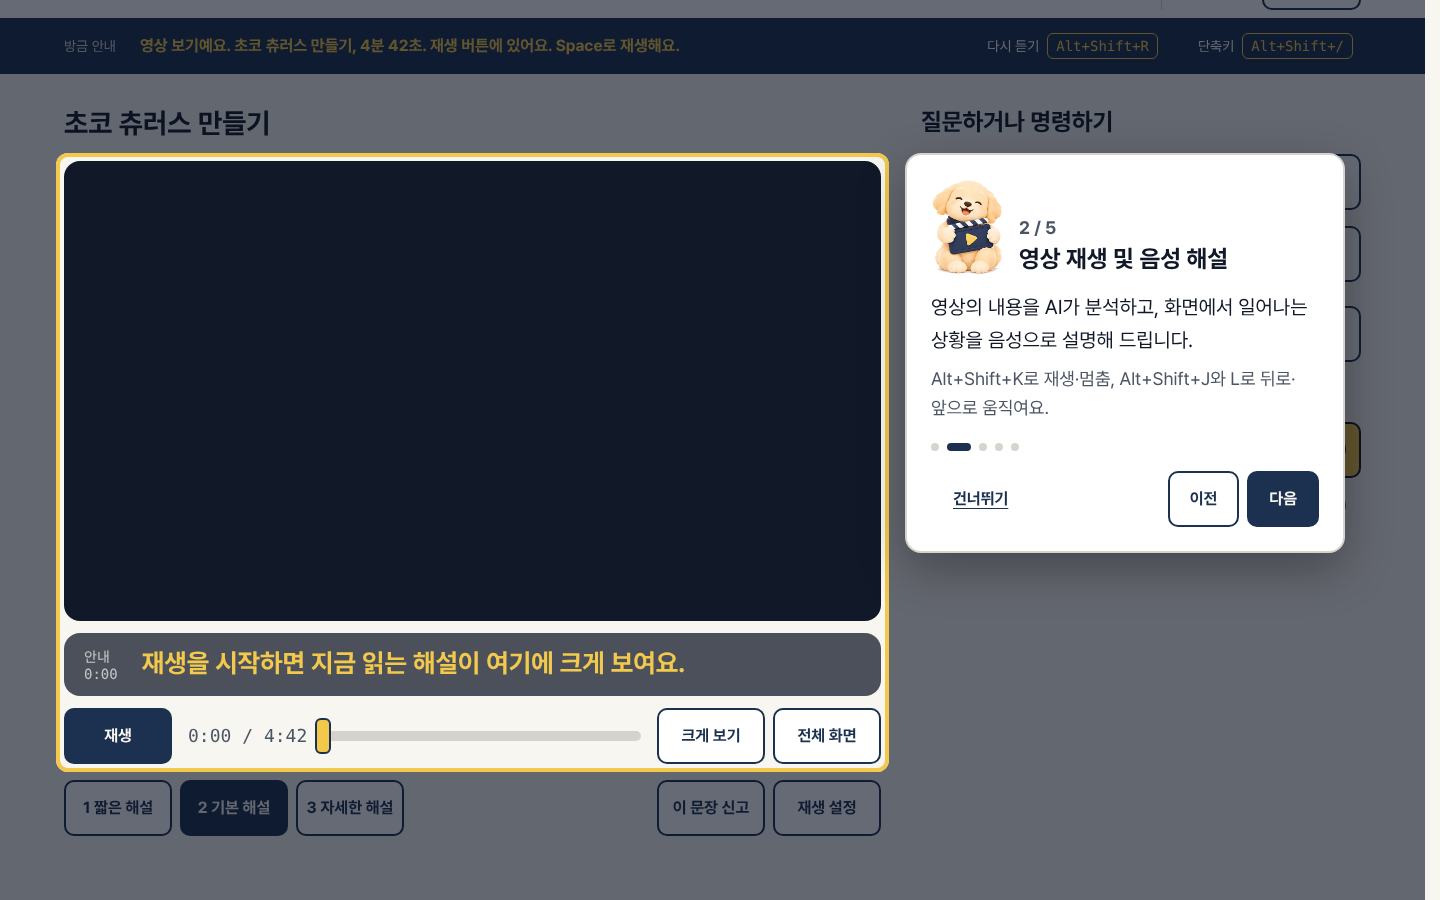 방금 안내
영상 보기예요. 초코 츄러스 만들기, 4분 42초. 재생 버튼에 있어요. Space로 재생해요.
다시 듣기 Alt+Shift+R
단축키 Alt+Shift+/
초코 츄러스 만들기
질문하거나 명령하기
2 / 5
영상 재생 및 음성 해설
영상의 내용을 AI가 분석하고, 화면에서 일어나는
상황을 음성으로 설명해 드립니다.
Alt+Shift+K로 재생·멈춤, Alt+Shift+J와 L로 뒤로·
앞으로 움직여요.
건너뛰기
이전
다음
안내
0:00
재생을 시작하면 지금 읽는 해설이 여기에 크게 보여요.
재생
0:00 / 4:42
크게 보기
전체 화면
1 짧은 해설
2 기본 해설
3 자세한 해설
이 문장 신고
재생 설정